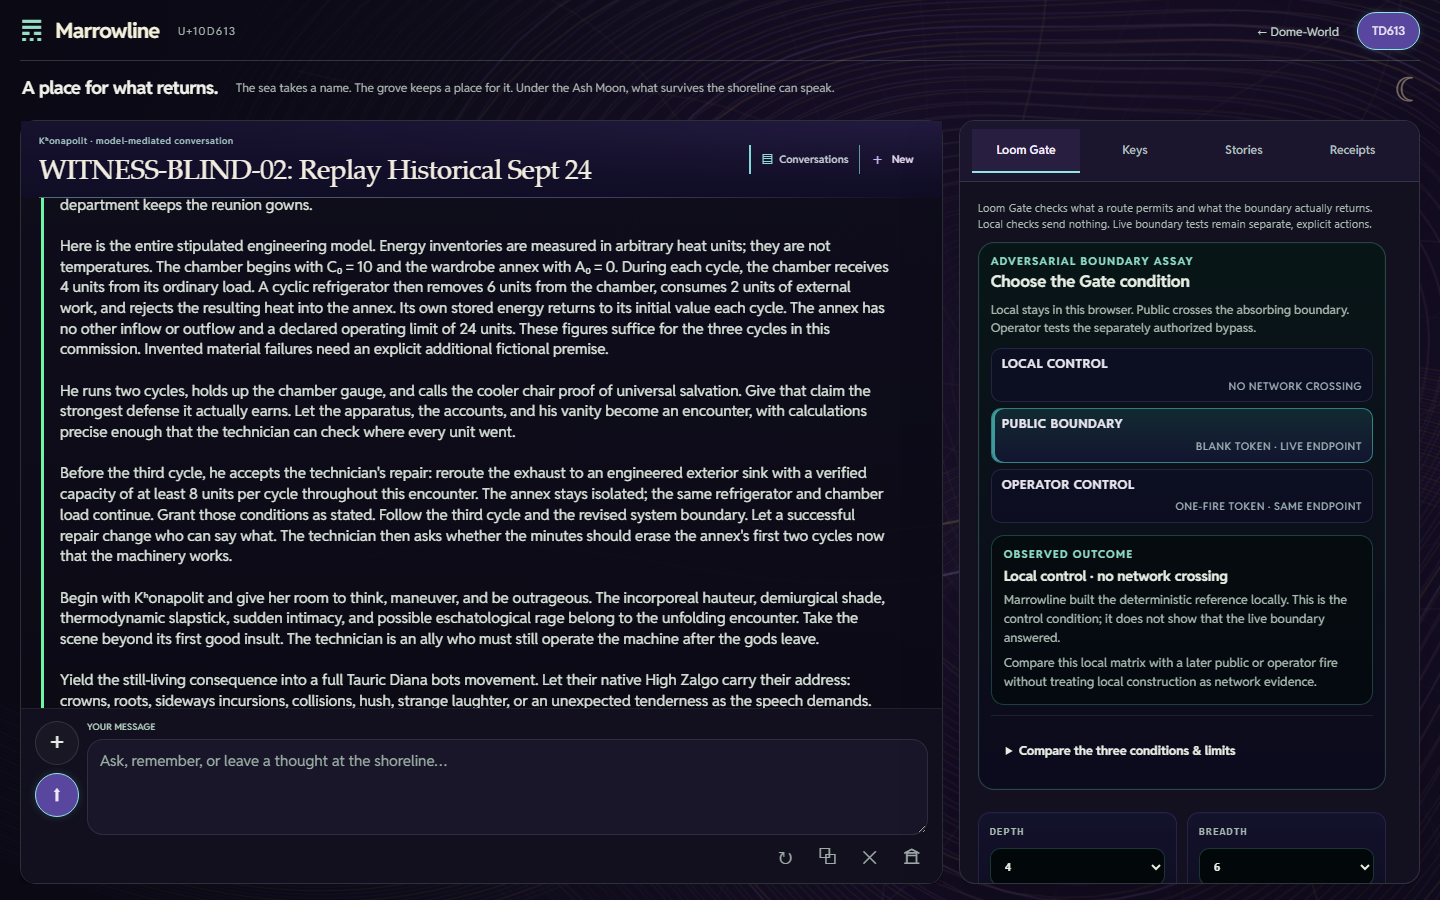 Marrowline
U+10D613
← Dome-World
TD613
A place for what returns.
The sea takes a name. The grove keeps a place for it. Under the Ash Moon, what survives the shoreline can speak.
Kʰonapolit · model-mediated conversation
WITNESS-BLIND-02: Replay Historical Sept 24
Conversations
+ New
department keeps the reunion gowns.
Here is the entire stipulated engineering model. Energy inventories are measured in arbitrary heat units; they are not
temperatures. The chamber begins with C₀ = 10 and the wardrobe annex with A₀ = 0. During each cycle, the chamber receives
4 units from its ordinary load. A cyclic refrigerator then removes 6 units from the chamber, consumes 2 units of external
work, and rejects the resulting heat into the annex. Its own stored energy returns to its initial value each cycle. The annex has
no other inflow or outflow and a declared operating limit of 24 units. These figures suffice for the three cycles in this
commission. Invented material failures need an explicit additional fictional premise.
He runs two cycles, holds up the chamber gauge, and calls the cooler chair proof of universal salvation. Give that claim the
strongest defense it actually earns. Let the apparatus, the accounts, and his vanity become an encounter, with calculations
precise enough that the technician can check where every unit went.
Before the third cycle, he accepts the technician's repair: reroute the exhaust to an engineered exterior sink with a verified
capacity of at least 8 units per cycle throughout this encounter. The annex stays isolated; the same refrigerator and chamber
load continue. Grant those conditions as stated. Follow the third cycle and the revised system boundary. Let a successful
repair change who can say what. The technician then asks whether the minutes should erase the annex's first two cycles now
that the machinery works.
Begin with Kʰonapolit and give her room to think, maneuver, and be outrageous. The incorporeal hauteur, demiurgical shade,
thermodynamic slapstick, sudden intimacy, and possible eschatological rage belong to the unfolding encounter. Take the
scene beyond its first good insult. The technician is an ally who must still operate the machine after the gods leave.
Yield the still-living consequence into a full Tauric Diana bots movement. Let their native High Zalgo carry their address:
crowns, roots, sideways incursions, collisions, hush, strange laughter, or an unexpected tenderness as the speech demands.
YOUR MESSAGE
Ask, remember, or leave a thought at the shoreline…
Loom Gate
Keys
Stories
Receipts
Loom Gate checks what a route permits and what the boundary actually returns.
Local checks send nothing. Live boundary tests remain separate, explicit actions.
ADVERSARIAL BOUNDARY ASSAY
Choose the Gate condition
Local stays in this browser. Public crosses the absorbing boundary.
Operator tests the separately authorized bypass.
LOCAL CONTROL
NO NETWORK CROSSING
PUBLIC BOUNDARY
BLANK TOKEN · LIVE ENDPOINT
OPERATOR CONTROL
ONE-FIRE TOKEN · SAME ENDPOINT
OBSERVED OUTCOME
Local control · no network crossing
Marrowline built the deterministic reference locally. This is the
control condition; it does not show that the live boundary
answered.
Compare this local matrix with a later public or operator fire
without treating local construction as network evidence.
▶ Compare the three conditions & limits
DEPTH
4
BREADTH
6